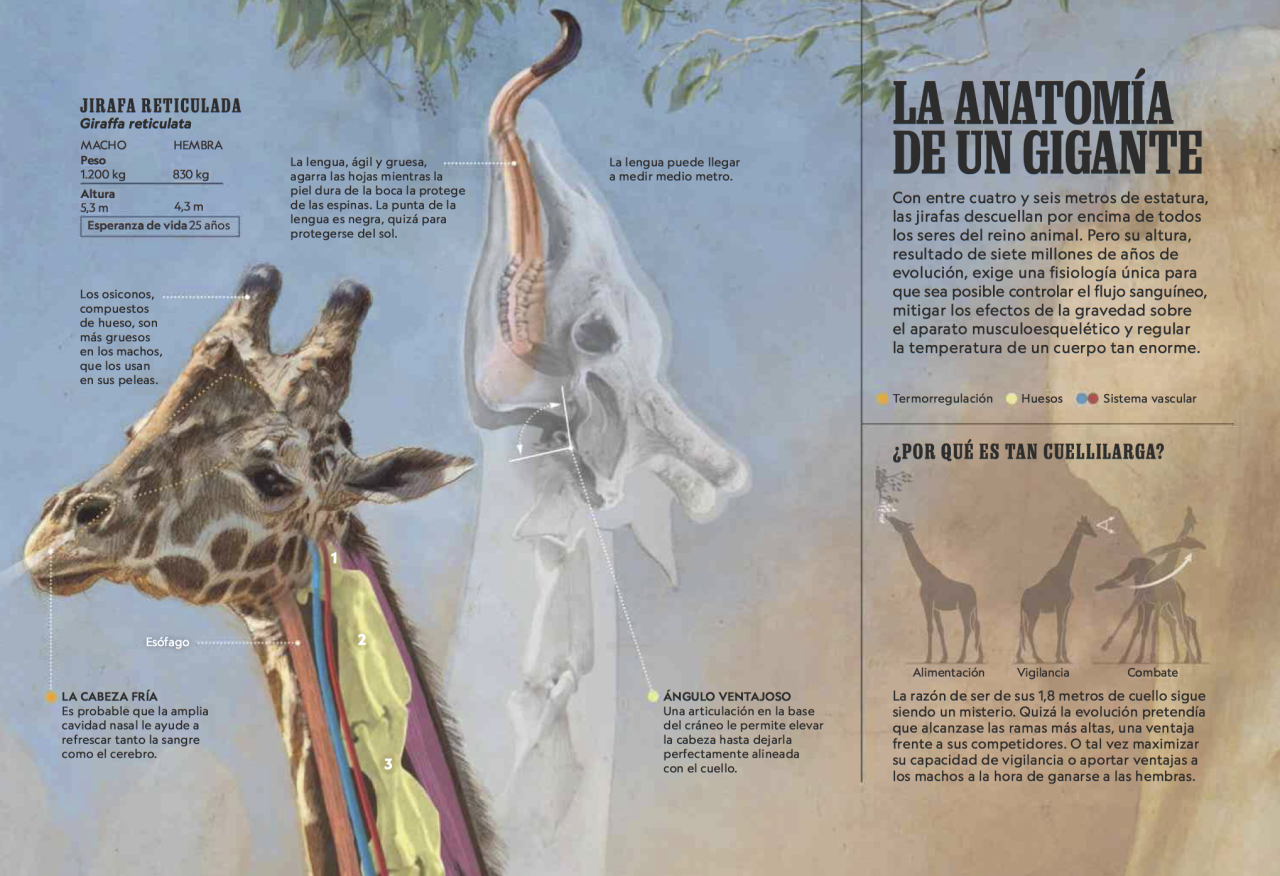 JIRAFA RETICULADA
Giraffa reticulata
MACHO HEMBRA
Peso
1.200 kg 830 kg
Altura
5,3 m 4,3 m
Esperanza de vida 25 años
La lengua, ágil y gruesa,
agarra las hojas mientras la
piel dura de la boca la protege
de las espinas. La punta de la
lengua es negra, quizá para
protegerse del sol.
La lengua puede llegar
a medir medio metro.
Los osiconos,
compuestos
de hueso, son
más gruesos
en los machos,
que los usan
en sus peleas.
1
2
3
Esófago
LA CABEZA FRÍA
Es probable que la amplia
cavidad nasal le ayude a
refrescar tanto la sangre
como el cerebro.
ÁNGULO VENTAJOSO
Una articulación en la base
del cráneo le permite elevar
la cabeza hasta dejarla
perfectamente alineada
con el cuello.
LA ANATOMÍA
DE UN GIGANTE
Con entre cuatro y seis metros de estatura,
las jirafas descuellan por encima de todos
los seres del reino animal. Pero su altura,
resultado de siete millones de años de
evolución, exige una fisiología única para
que sea posible controlar el flujo sanguíneo,
mitigar los efectos de la gravedad sobre
el aparato musculoesquelético y regular
la temperatura de un cuerpo tan enorme.
Termorregulación Huesos Sistema vascular
¿POR QUÉ ES TAN CUELLILARGA?
Alimentación Vigilancia Combate
La razón de ser de sus 1,8 metros de cuello sigue
siendo un misterio. Quizá la evolución pretendía
que alcanzase las ramas más altas, una ventaja
frente a sus competidores. O tal vez maximizar
su capacidad de vigilancia o aportar ventajas a
los machos a la hora de ganarse a las hembras.